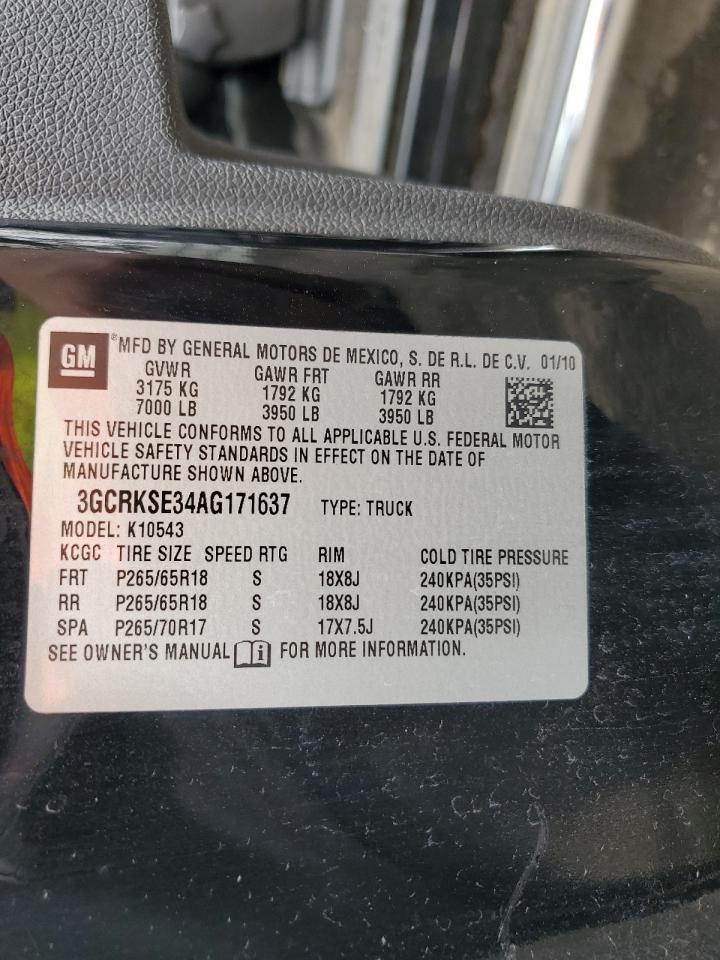 GM ® MFD BY GENERAL MOTORS DE MEXICO, S. DE R.L. DE C.V. 01/10
GVWR GAWR FRT GAWR RR
3175 KG 1792 KG 1792 KG
7000 LB 3950 LB 3950 LB
THIS VEHICLE CONFORMS TO ALL APPLICABLE U.S. FEDERAL MOTOR
VEHICLE SAFETY STANDARDS IN EFFECT ON THE DATE OF
MANUFACTURE SHOWN ABOVE.
3GCRKSE34AG171637 TYPE: TRUCK
MODEL: K10543
KCGC TIRE SIZE SPEED RTG RIM COLD TIRE PRESSURE
FRT P265/65R18 S 18X8J 240KPA(35PSI)
RR P265/65R18 S 18X8J 240KPA(35PSI)
SPA P265/70R17 S 17X7.5J 240KPA(35PSI)
SEE OWNER'S MANUAL i FOR MORE INFORMATION.